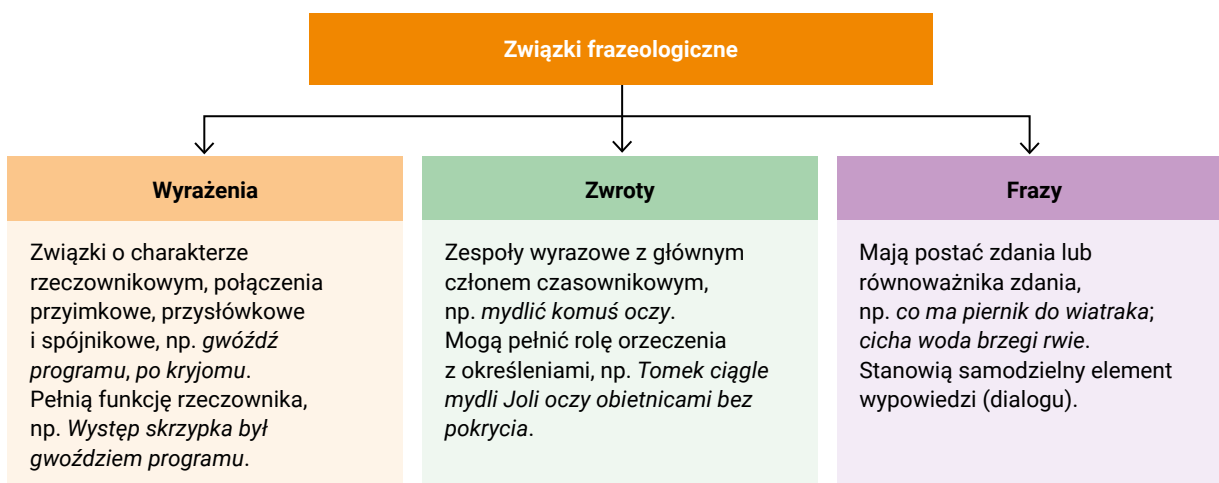 Związki frazeologiczne
Wyrażenia
Związki o charakterze
rzeczownikowym, połączenia
przyimkowe, przysłówkowe
i spójnikowe, np. gwóźdź
programu, po kryjomu.
Pełnią funkcję rzeczownika,
np. Występ skrzypka był
gwoździem programu.
Zwroty
Zespoły wyrazowe z głównym
członem czasownikowym,
np. mydlić komuś oczy.
Mogą pełnić rolę orzeczenia
z określeniami, np. Tomek ciągle
mydli Joli oczy obietnicami bez
pokrycia.
Frazy
Mają postać zdania lub
równoważnika zdania,
np. co ma piernik do wiatraka;
cicha woda brzegi rwie.
Stanowią samodzielny element
wypowiedzi (dialogu).